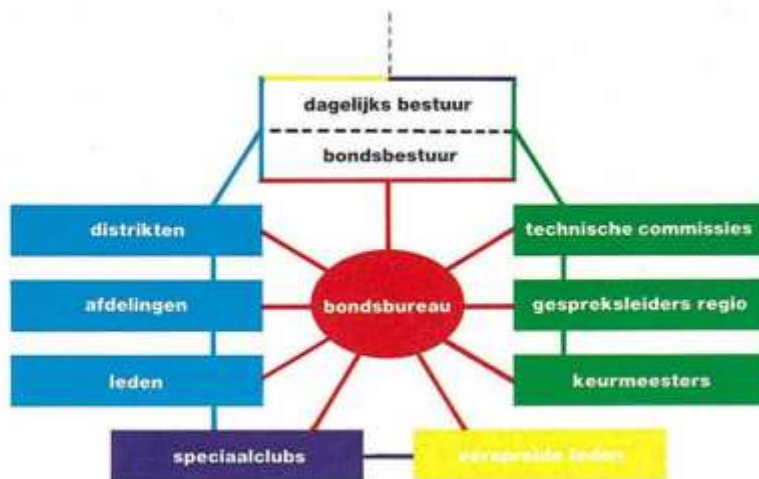 dagelijks bestuur
bondsbestuur
distrikten
technische commissies
afdelingen
bondsbureau
gespreksleiders regio
leden
keurmeesters
speciaalclubs
verspreide leden